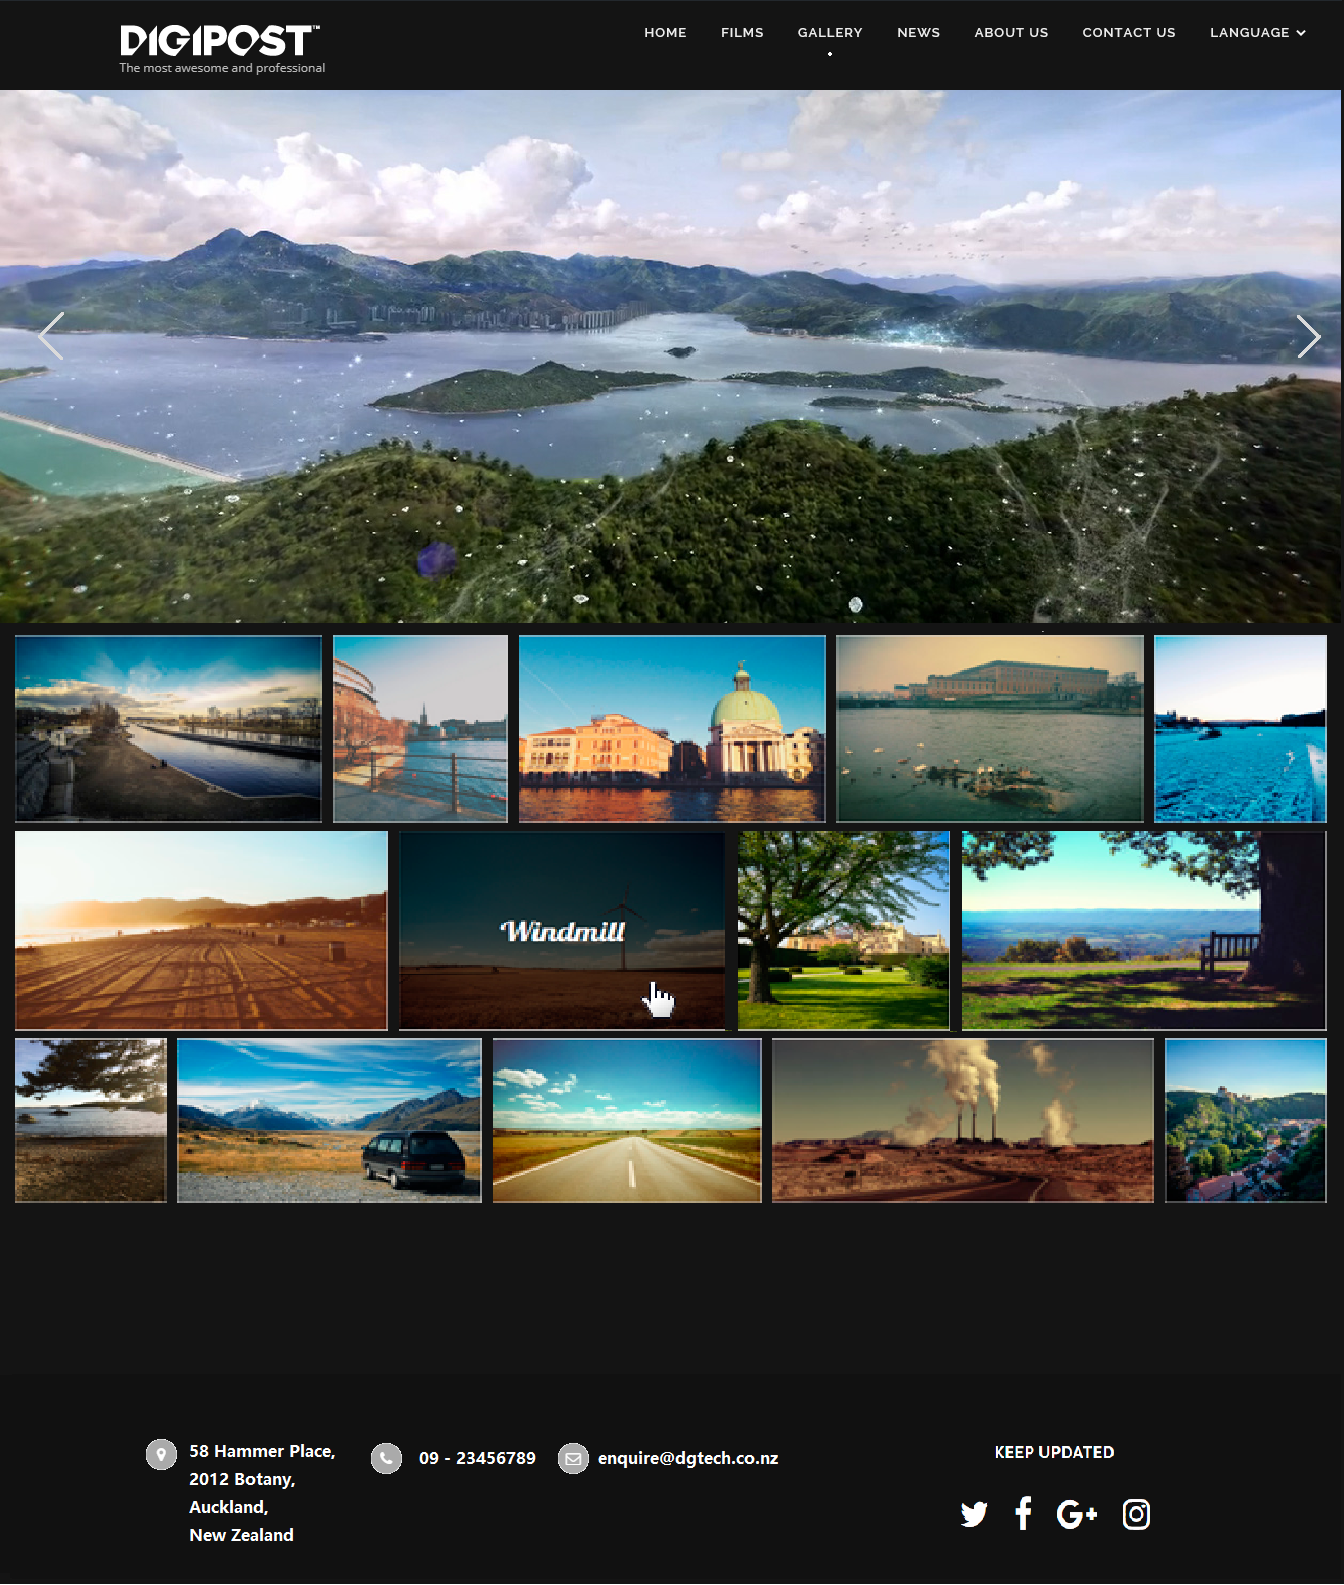 DIGIPOST™
The most awesome and professional
HOME FILMS GALLERY NEWS ABOUT US CONTACT US LANGUAGE
Windmill
58 Hammer Place,
2012 Botany,
Auckland,
New Zealand
09 - 23456789
enquire@dgtech.co.nz
KEEP UPDATED